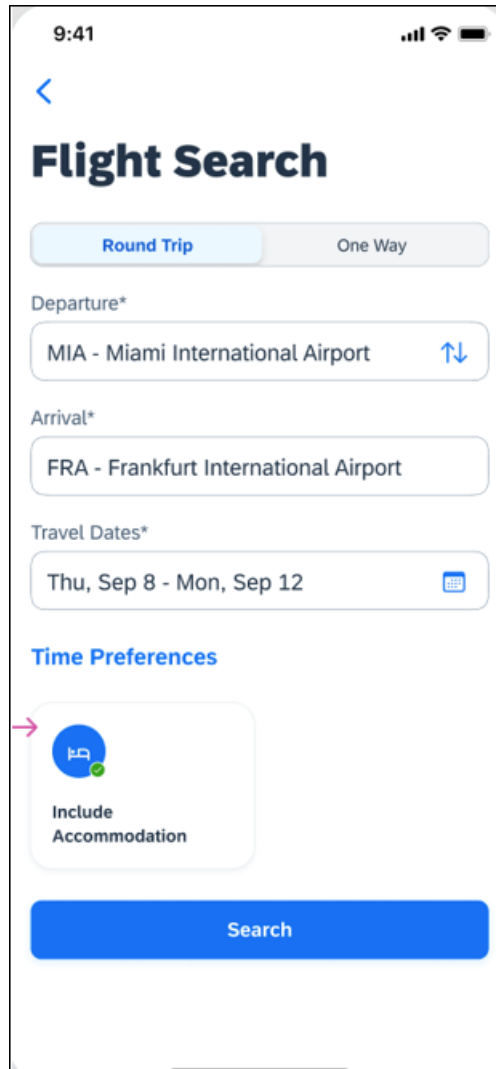 9:41
Flight Search
Round Trip One Way
Departure*
MIA - Miami International Airport
Arrival*
FRA - Frankfurt International Airport
Travel Dates*
Thu, Sep 8 - Mon, Sep 12
Time Preferences
Include
Accommodation
Search